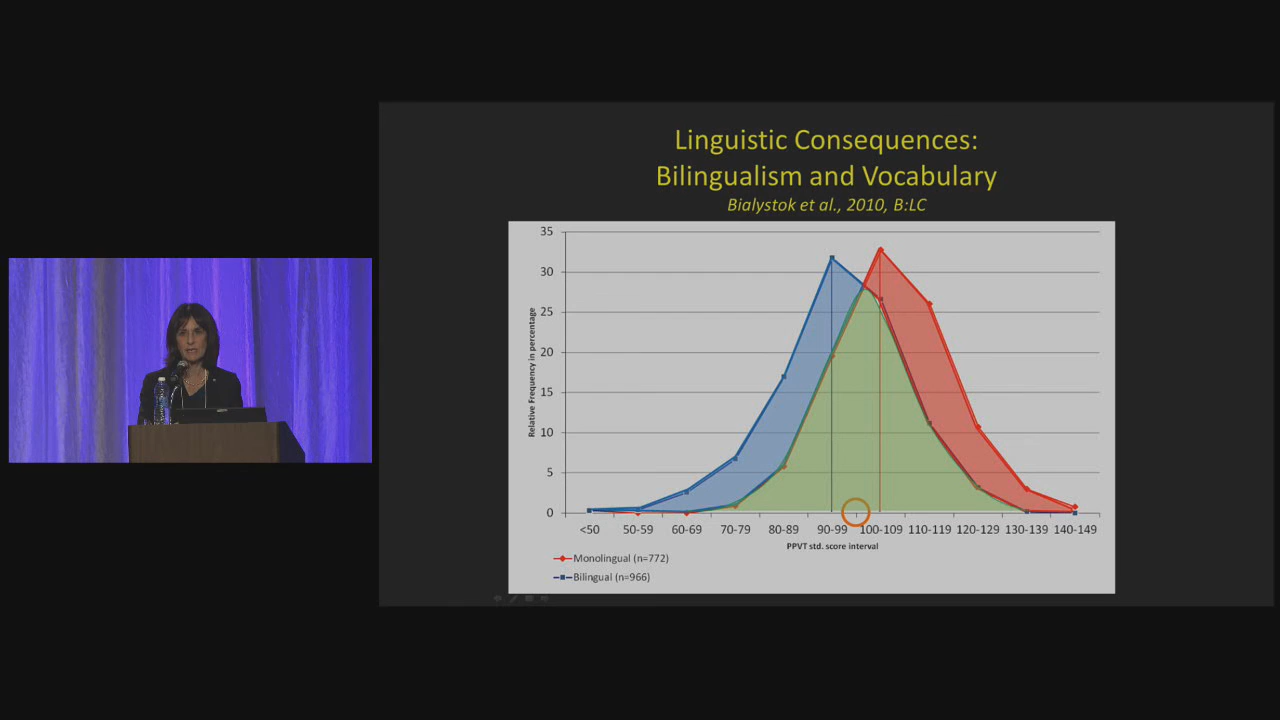 Linguistic Consequences:
Bilingualism and Vocabulary
Bialystok et al., 2010, B:LC
35
30
25
20
15
10
5
0
Relative Frequency in percentage
<50 50-59 60-69 70-79 80-89 90-99 100-109 110-119 120-129 130-139 140-149
PPVT std. score interval
Monolingual (n=772)
Bilingual (n=966)